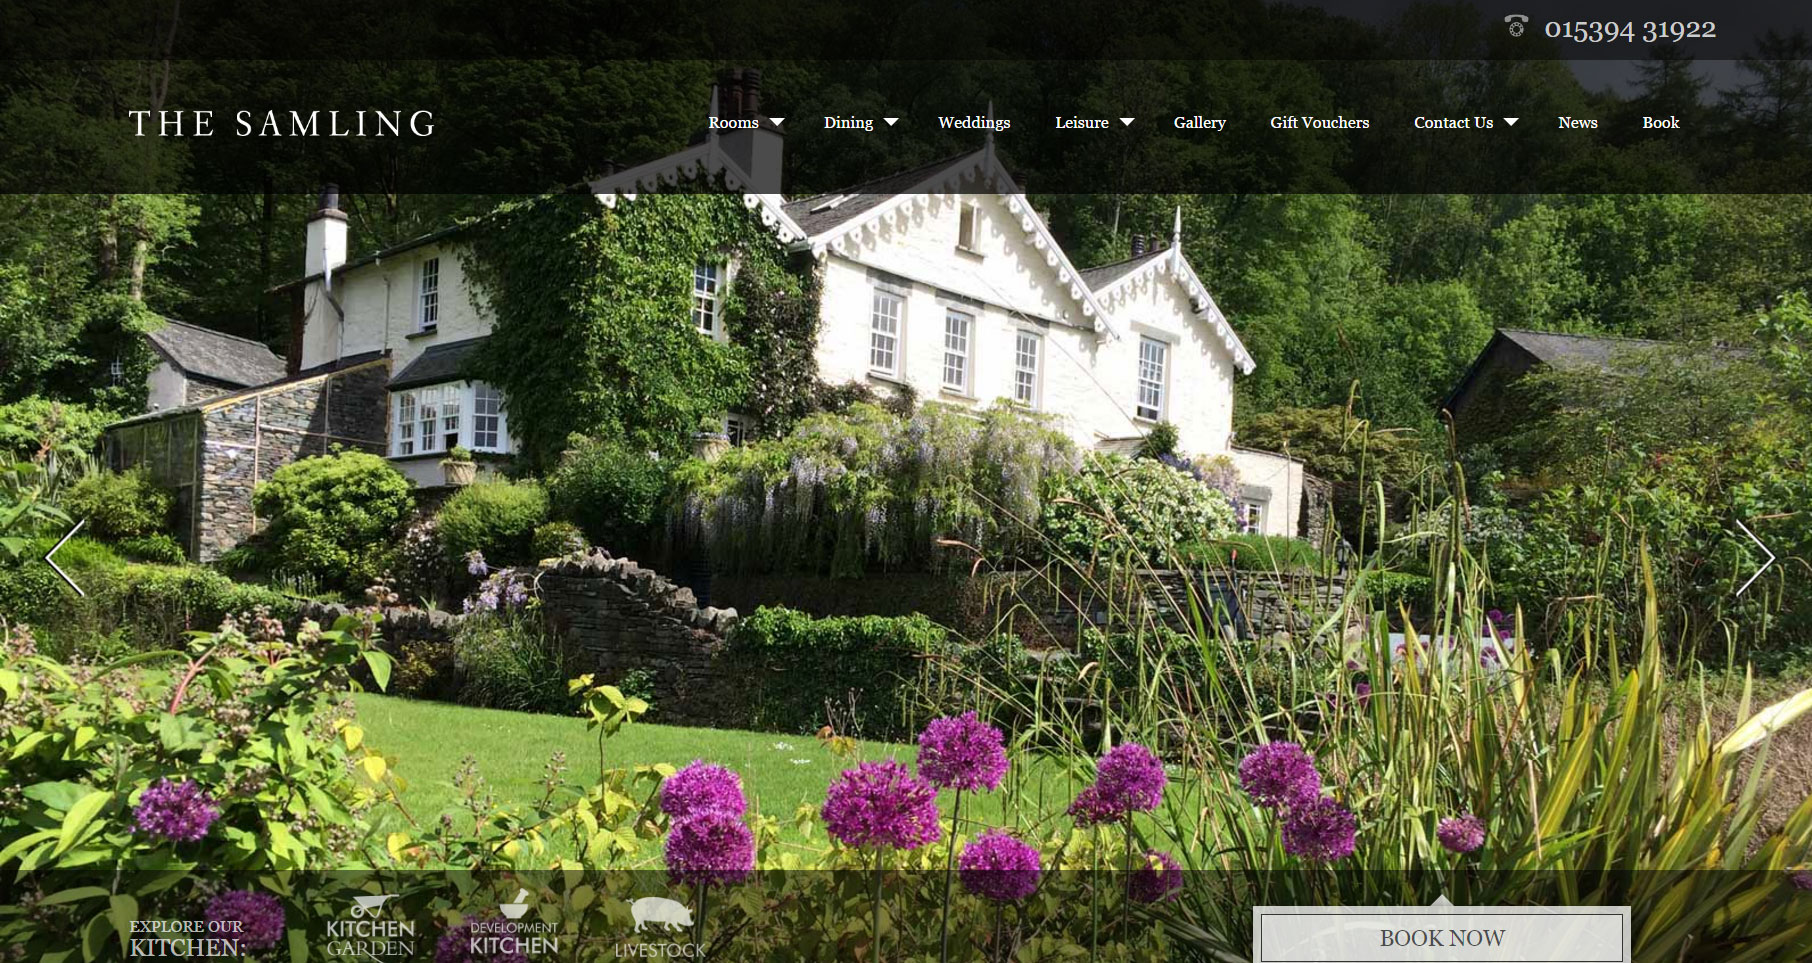 015394 31922
THE SAMLING
Rooms
Dining
Weddings
Leisure
Gallery
Gift Vouchers
Contact Us
News
Book
EXPLORE OUR
KITCHEN:
KITCHEN
GARDEN
DEVELOPMENT
KITCHEN
LIVESTOCK
BOOK NOW